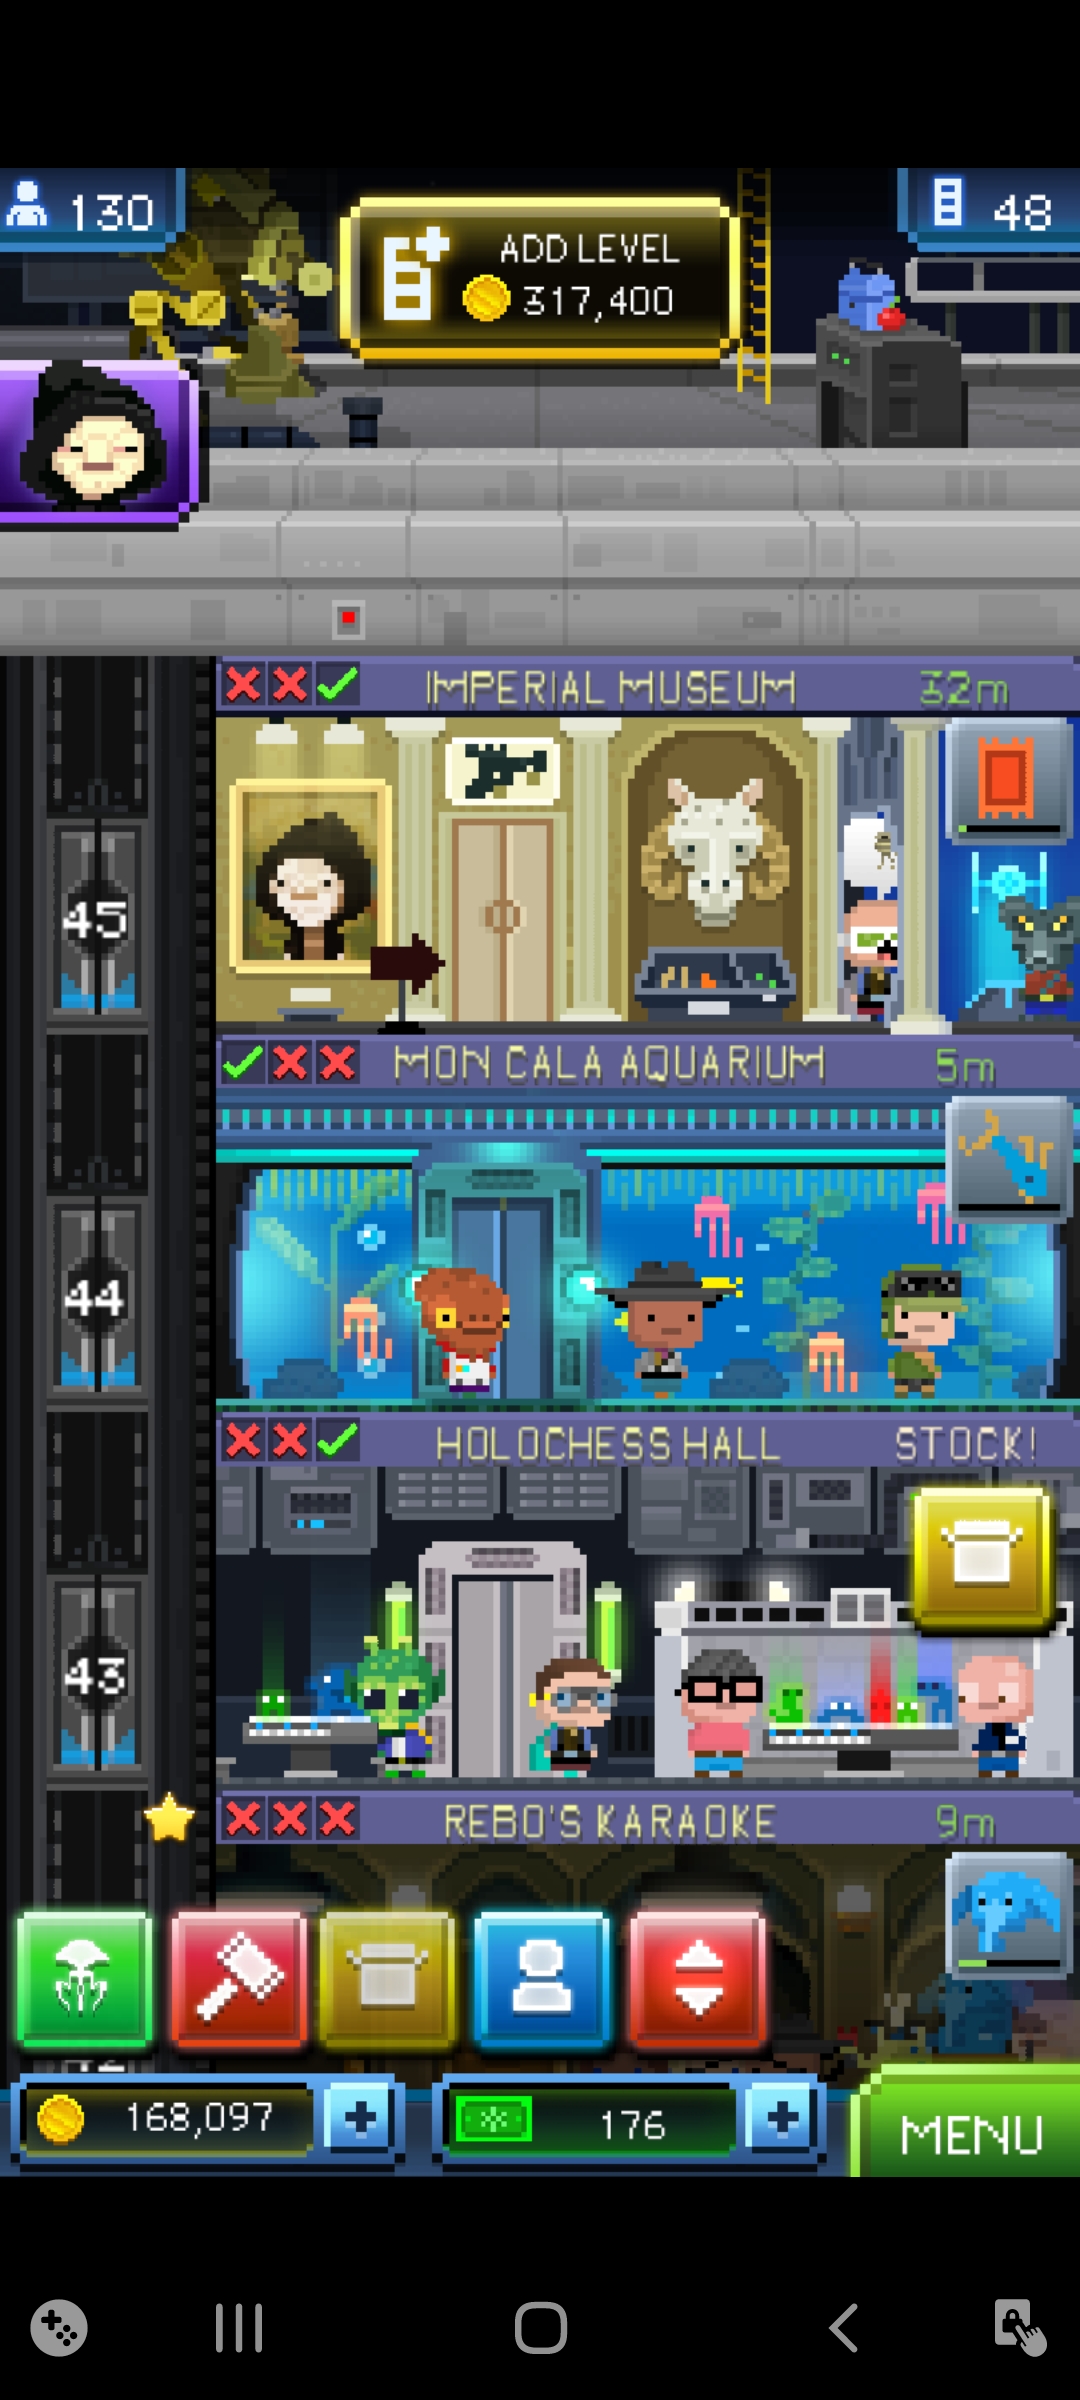 130
ADD LEVEL
317,400
48
IMPERIAL MUSEUM 32m
45
MON CALA AQUARIUM 5m
44
HOLOCHESS HALL STOCK!
43
REBO'S KARAOKE 9m
168,097
176
MENU